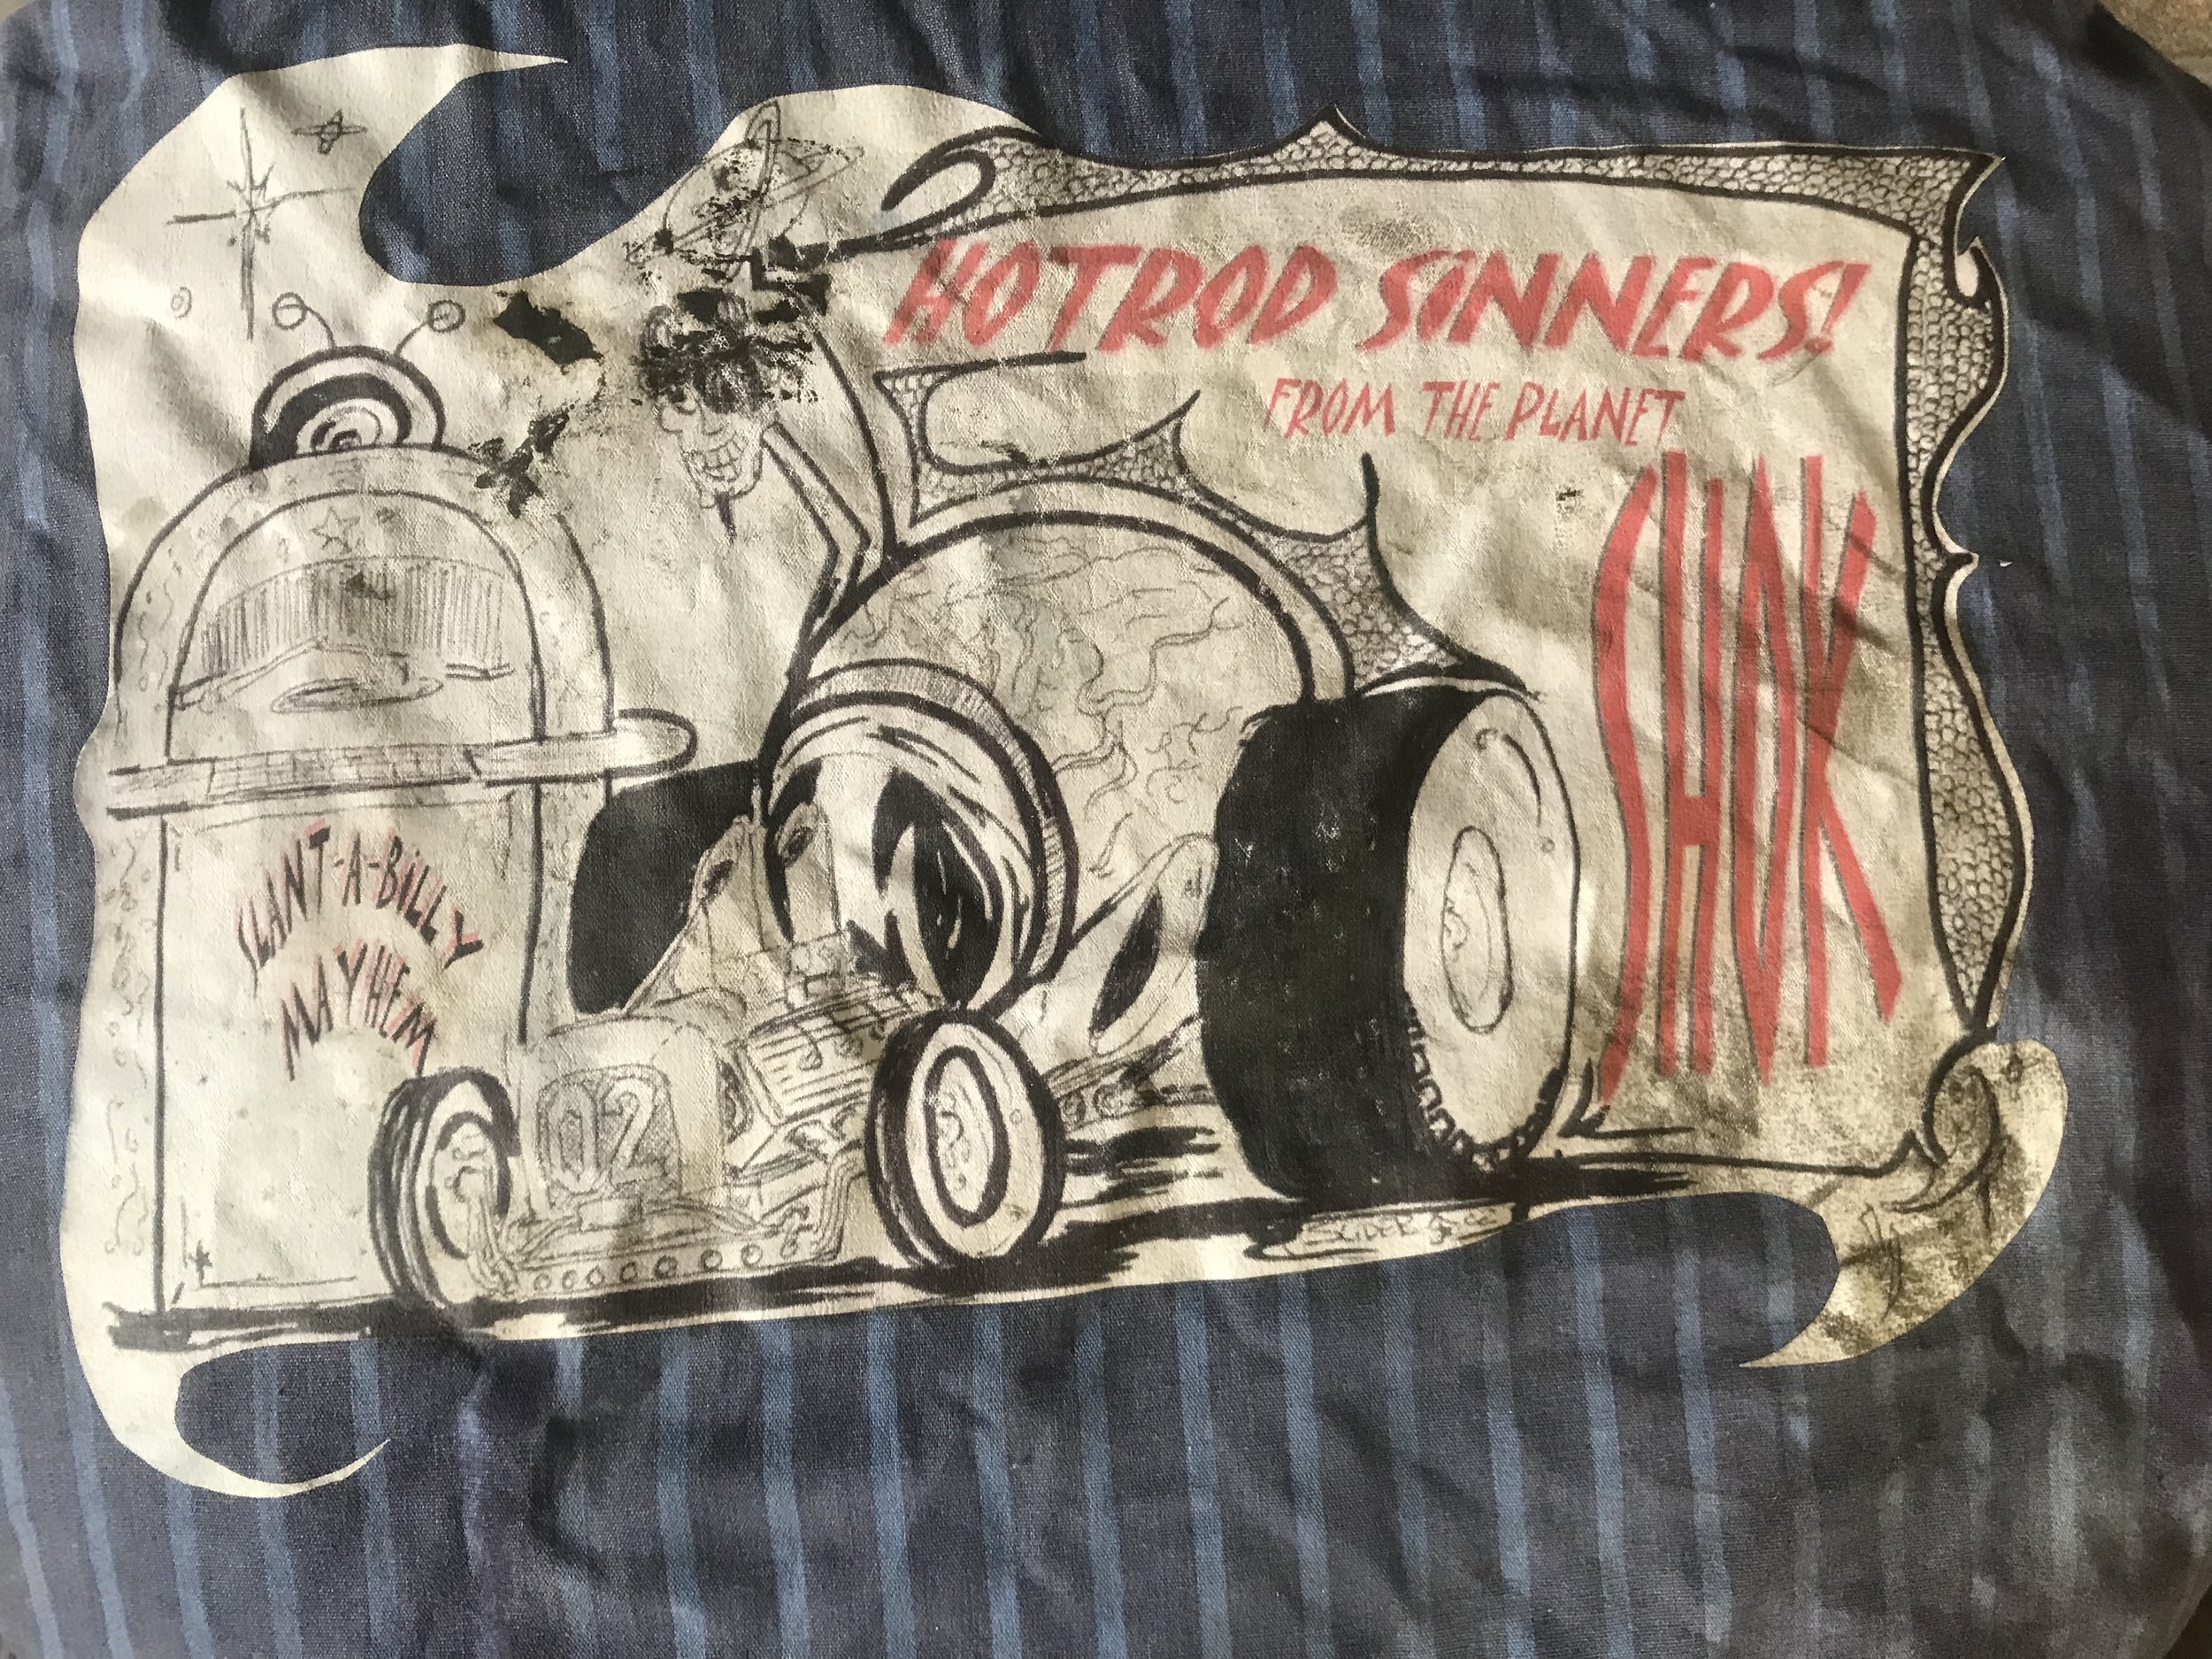 HOTROD SiNNERS!
FROM THE PLANET
SHOK
SLANT-A-BiLLY
MAYHEM
02